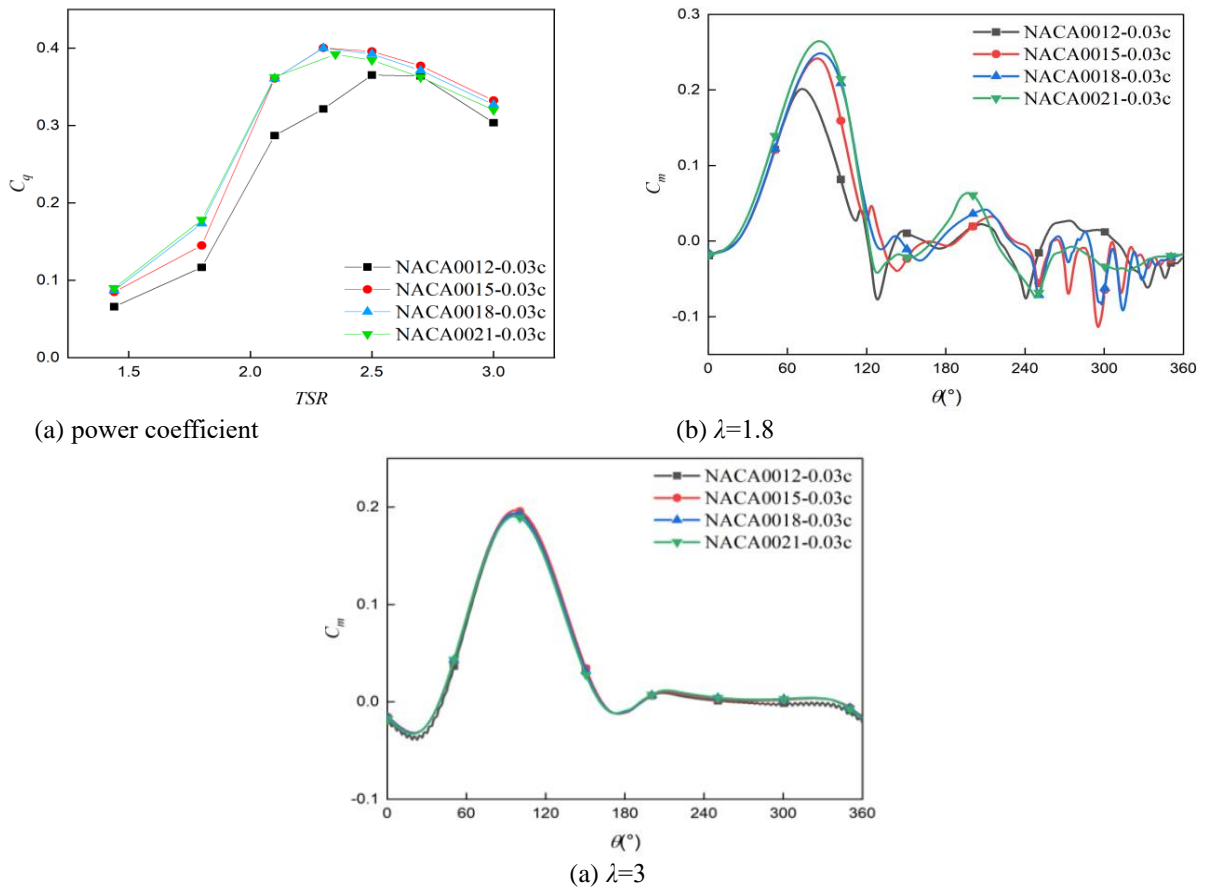 0.4
0.3
0.2
0.1
0.0
C_q
1.5
2.0
2.5
3.0
TSR
NACA0012-0.03c
NACA0015-0.03c
NACA0018-0.03c
NACA0021-0.03c
(a) power coefficient
0.3
0.2
0.1
0.0
-0.1
C_m
0
60
120
180
240
300
360
θ(°)
NACA0012-0.03c
NACA0015-0.03c
NACA0018-0.03c
NACA0021-0.03c
(b) λ=1.8
0.2
0.1
0.0
-0.1
C_m
0
60
120
180
240
300
360
θ(°)
NACA0012-0.03c
NACA0015-0.03c
NACA0018-0.03c
NACA0021-0.03c
(a) λ=3